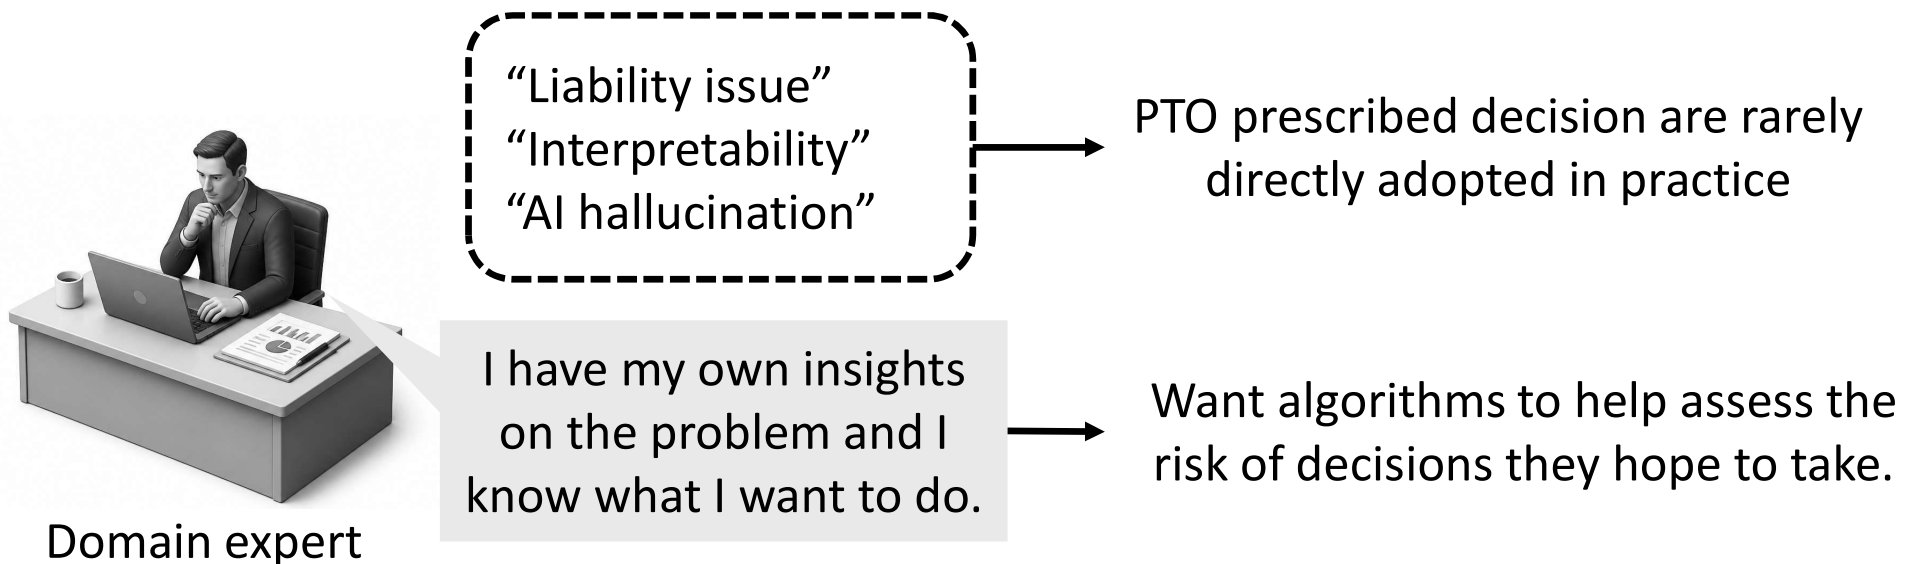 “Liability issue”
“Interpretability”
“AI hallucination”
PTO prescribed decision are rarely
directly adopted in practice
I have my own insights
on the problem and I
know what I want to do.
Want algorithms to help assess the
risk of decisions they hope to take.
Domain expert